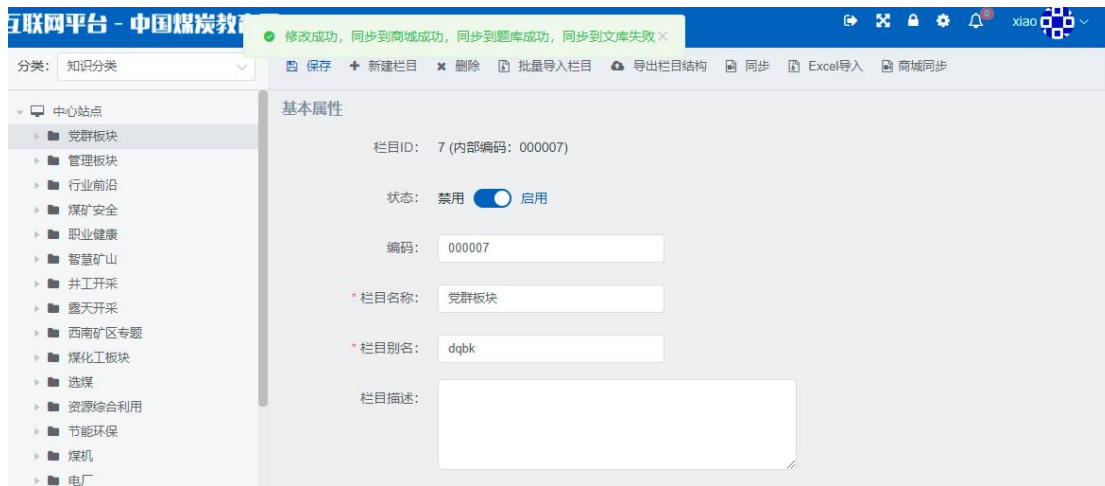 互联网平台 - 中国煤炭教育
修改成功，同步到商城成功，同步到题库成功，同步到文库失败
0
xiao
分类： 知识分类
保存 新建栏目 删除 批量导入栏目 导出栏目结构 同步 Excel导入 商城同步
中心站点
党群板块
管理板块
行业前沿
煤矿安全
职业健康
智慧矿山
井工开采
露天开采
西南矿区专题
煤化工板块
选煤
资源综合利用
节能环保
煤机
电厂
基本属性
栏目ID： 7 (内部编码：000007)
状态： 禁用 启用
编码： 000007
* 栏目名称： 党群板块
* 栏目别名： dqbk
栏目描述：